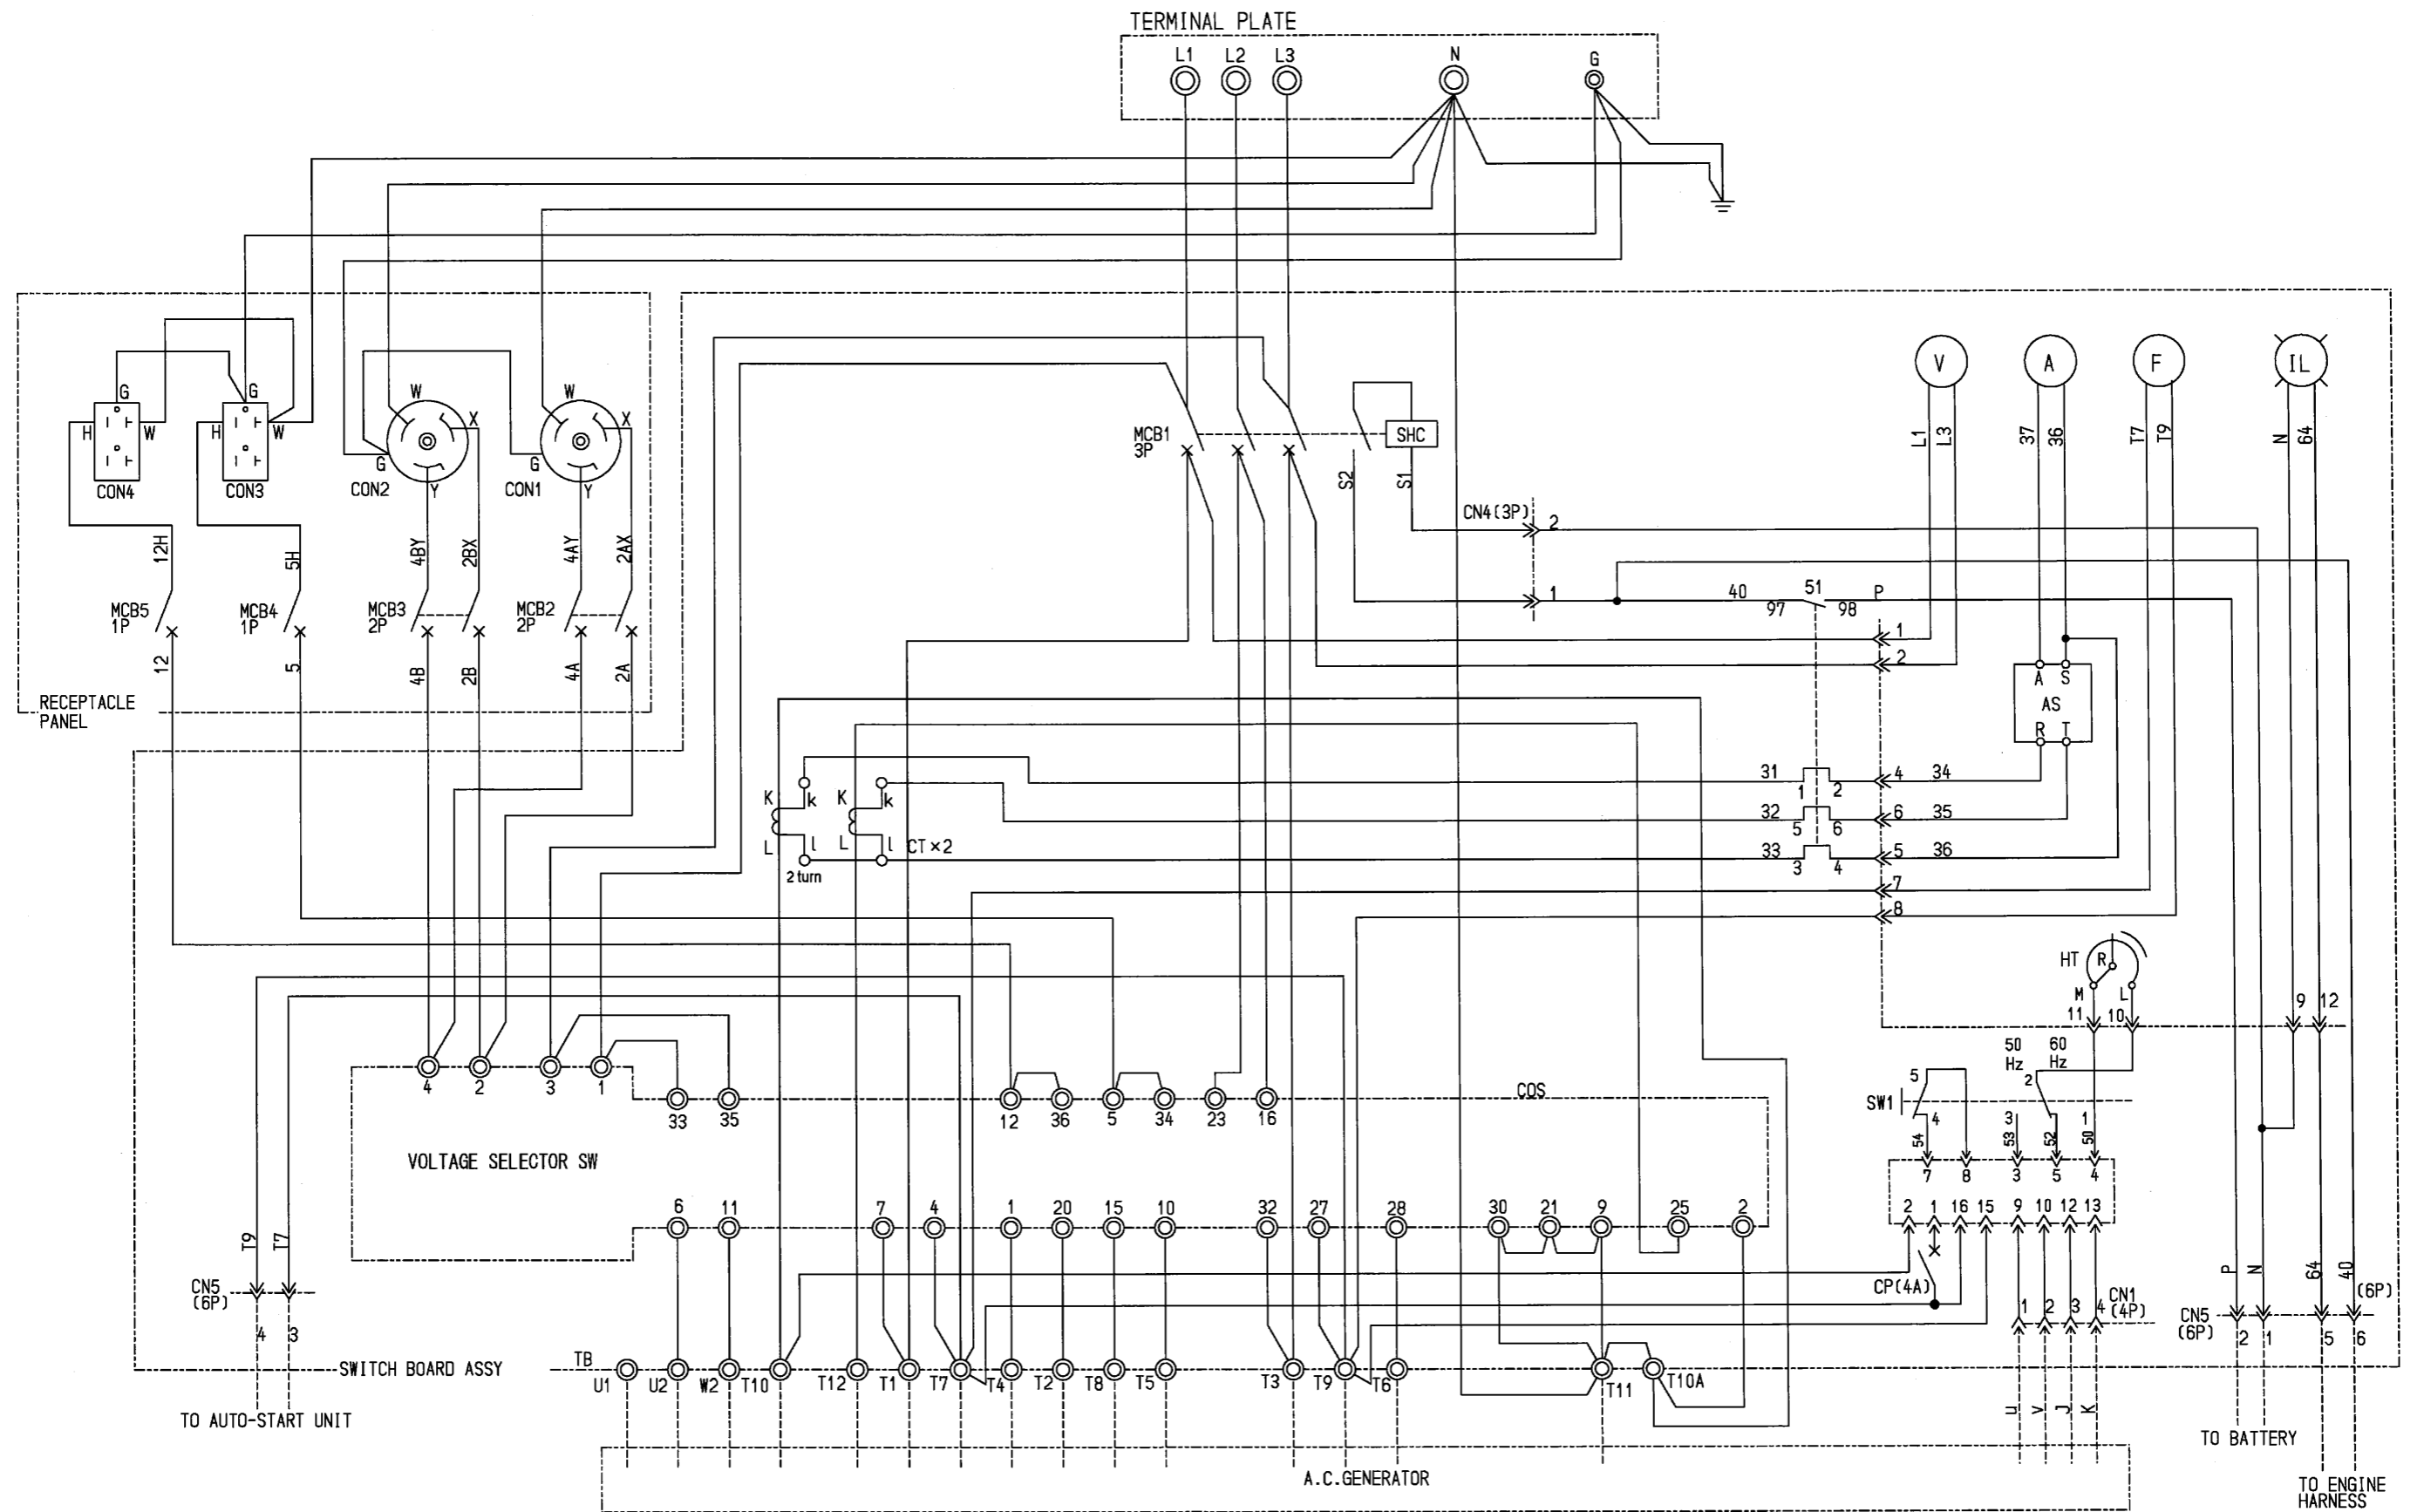 TERMINAL PLATE
L1
L2
L3
N
G
V
A
F
IL
L1
L3
37
36
T7
T9
N
64
G
H
W
CON4
G
H
W
CON3
W
X
G
Y
CON2
W
X
G
Y
CON1
MCB1
3P
SHC
S2
S1
CN4(3P)
2
1
40
97
51
98
P
12H
5H
4BY
2BX
4AY
2AX
MCB5
1P
MCB4
1P
MCB3
2P
MCB2
2P
12
5
4B
2B
4A
2A
RECEPTACLE
PANEL
1
2
A
S
AS
R
T
K
k
L
l
2 turn
K
k
L
l
CT×2
31
1
2
4
34
32
5
6
6
35
33
3
4
5
36
7
8
HT
R
M
L
11
10
9
12
4
2
3
1
33
35
12
36
5
34
23
16
COS
VOLTAGE SELECTOR SW
50
Hz
60
Hz
SW1
5
4
2
3
1
54
53
52
50
7
8
3
5
4
2
1
16
15
9
10
12
13
6
11
7
4
1
20
15
10
32
27
28
30
21
9
25
2
T9
T7
CN5
(6P)
4
3
TO AUTO-START UNIT
CP(4A)
1
2
3
4
CN1
(4P)
P
N
64
40
(6P)
CN5
(6P)
2
1
5
6
SWITCH BOARD ASSY
TB
U1
U2
W2
T10
T12
T1
T7
T4
T2
T8
T5
T3
T9
T6
T11
T10A
u
v
J
K
TO BATTERY
TO ENGINE
HARNESS
A.C.GENERATOR